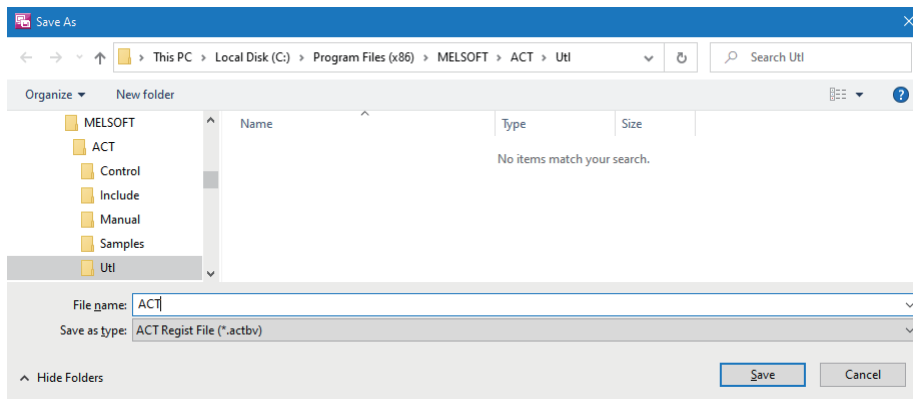 Save As
This PC > Local Disk (C:) > Program Files (x86) > MELSOFT > ACT > Utl
Search Utl
Organize
New folder
?
MELSOFT
ACT
Control
Include
Manual
Samples
Utl
Name
Type
Size
No items match your search.
File name: ACT
Save as type: ACT Regist File (*.actbv)
Hide Folders
Save
Cancel